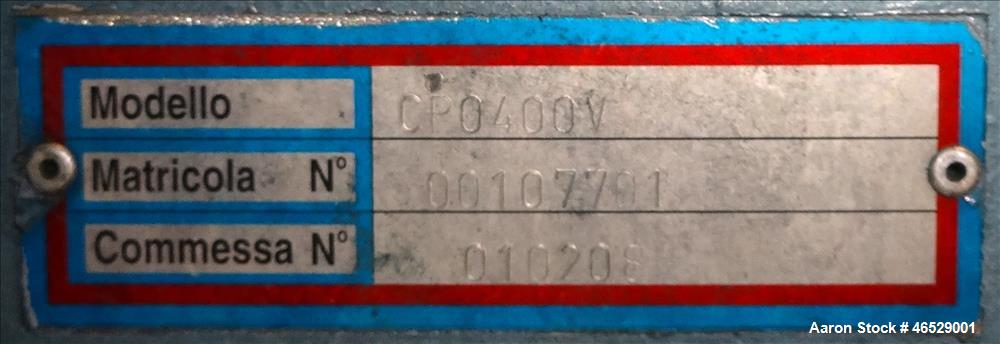 Modello CP0400V
Matricola N° 00107701
Commessa N° 010208
Aaron Stock # 46529001